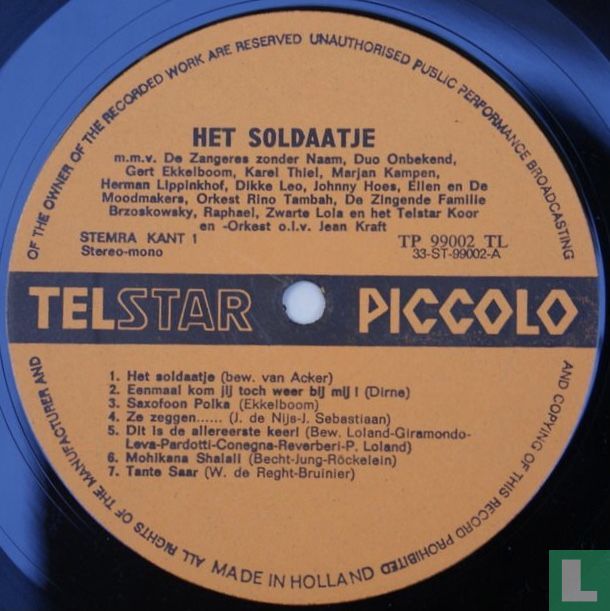 ALL RIGHTS OF THE MANUFACTURER AND OF THE OWNER OF THE RECORDED WORK ARE RESERVED UNAUTHORISED PUBLIC PERFORMANCE BROADCASTING AND COPYING OF THIS RECORD PROHIBITED
HET SOLDAATJE
m.m.v. De Zangeres zonder Naam, Duo Onbekend,
Gert Ekkelboom, Karel Thiel, Marjan Kampen,
Herman Lippinkhof, Dikke Leo, Johnny Hoes, Ellen en De
Moodmakers, Orkest Rino Tambah, De Zingende Familie
Brzoskowsky, Raphael, Zwarte Lola en het Telstar Koor
en -Orkest o.l.v. Jean Kraft
STEMRA KANT 1
Stereo-mono
TP 99002 TL
33-ST-99002-A
TELSTAR PICCOLO
1. Het soldaatje (bew. van Acker)
2. Eenmaal kom jij toch weer bij mij ! (Dirne)
3. Saxofoon Polka (Ekkelboom)
4. Ze zeggen...... (J. de Nijs-J. Sebastiaan)
5. Dit is de allereerste keer! (Bew. Loland-Giramondo-
Leva-Pardotti-Conegna-Reverberi-P. Loland)
6. Mohikana Shalali (Becht-Jung-Röckelein)
7. Tante Saar (W. de Reght-Bruinier)
MADE IN HOLLAND
L